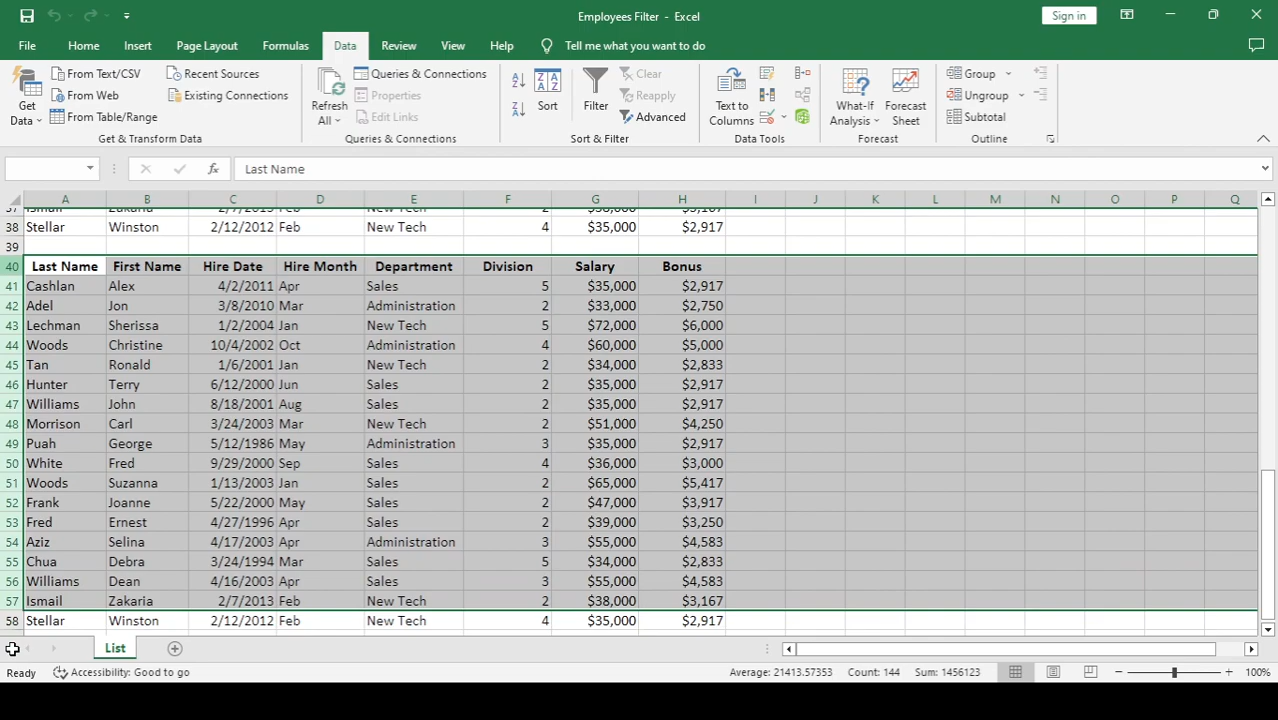 Employees Filter - Excel
Sign in
File Home Insert Page Layout Formulas Data Review View Help Tell me what you want to do
Get Data
From Text/CSV
From Web
From Table/Range
Recent Sources
Existing Connections
Get & Transform Data
Refresh All
Queries & Connections
Properties
Edit Links
Queries & Connections
Sort
Filter
Clear
Reapply
Advanced
Sort & Filter
Text to Columns
Data Tools
What-If Analysis
Forecast Sheet
Forecast
Group
Ungroup
Subtotal
Outline
fx Last Name
A B C D E F G H I J K L M N O P Q
37 Ismail Zakaria 2/7/2013 Feb New Tech 2 $38,000 $3,167
38 Stellar Winston 2/12/2012 Feb New Tech 4 $35,000 $2,917
39
40 Last Name First Name Hire Date Hire Month Department Division Salary Bonus
41 Cashlan Alex 4/2/2011 Apr Sales 5 $35,000 $2,917
42 Adel Jon 3/8/2010 Mar Administration 2 $33,000 $2,750
43 Lechman Sherissa 1/2/2004 Jan New Tech 5 $72,000 $6,000
44 Woods Christine 10/4/2002 Oct Administration 4 $60,000 $5,000
45 Tan Ronald 1/6/2001 Jan New Tech 2 $34,000 $2,833
46 Hunter Terry 6/12/2000 Jun Sales 2 $35,000 $2,917
47 Williams John 8/18/2001 Aug Sales 2 $35,000 $2,917
48 Morrison Carl 3/24/2003 Mar New Tech 2 $51,000 $4,250
49 Puah George 5/12/1986 May Administration 3 $35,000 $2,917
50 White Fred 9/29/2000 Sep Sales 4 $36,000 $3,000
51 Woods Suzanna 1/13/2003 Jan Sales 2 $65,000 $5,417
52 Frank Joanne 5/22/2000 May Sales 2 $47,000 $3,917
53 Fred Ernest 4/27/1996 Apr Sales 2 $39,000 $3,250
54 Aziz Selina 4/17/2003 Apr Administration 3 $55,000 $4,583
55 Chua Debra 3/24/1994 Mar Sales 5 $34,000 $2,833
56 Williams Dean 4/16/2003 Apr Sales 3 $55,000 $4,583
57 Ismail Zakaria 2/7/2013 Feb New Tech 2 $38,000 $3,167
58 Stellar Winston 2/12/2012 Feb New Tech 4 $35,000 $2,917
List
Ready Accessibility: Good to go Average: 21413.57353 Count: 144 Sum: 1456123 100%